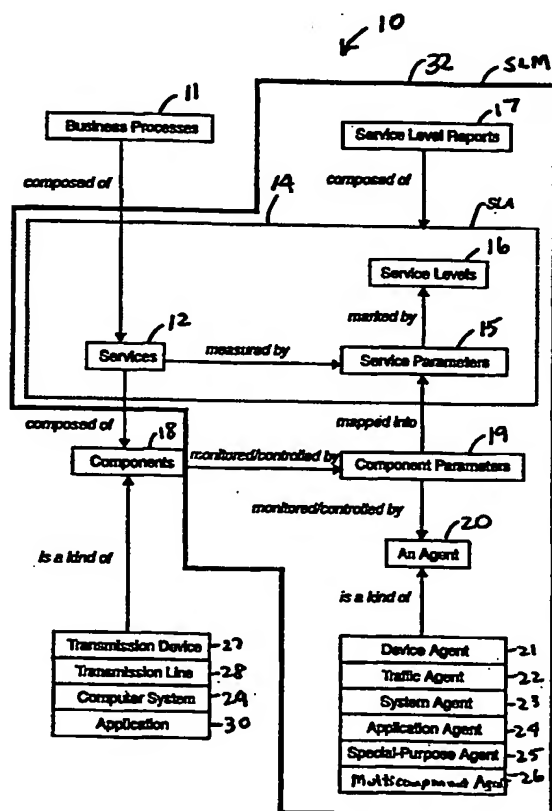 10
32
SLM
11
Business Processes
17
Service Level Reports
composed of
composed of
14
SLA
16
Service Levels
marked by
12
Services
measured by
15
Service Parameters
composed of
mapped into
18
Components
monitored/controlled by
19
Component Parameters
monitored/controlled by
20
An Agent
is a kind of
is a kind of
Transmission Device 27
Transmission Line 28
Computer System 29
Application 30
Device Agent 21
Traffic Agent 22
System Agent 23
Application Agent 24
Special-Purpose Agent 25
Multicomponent Agent 26